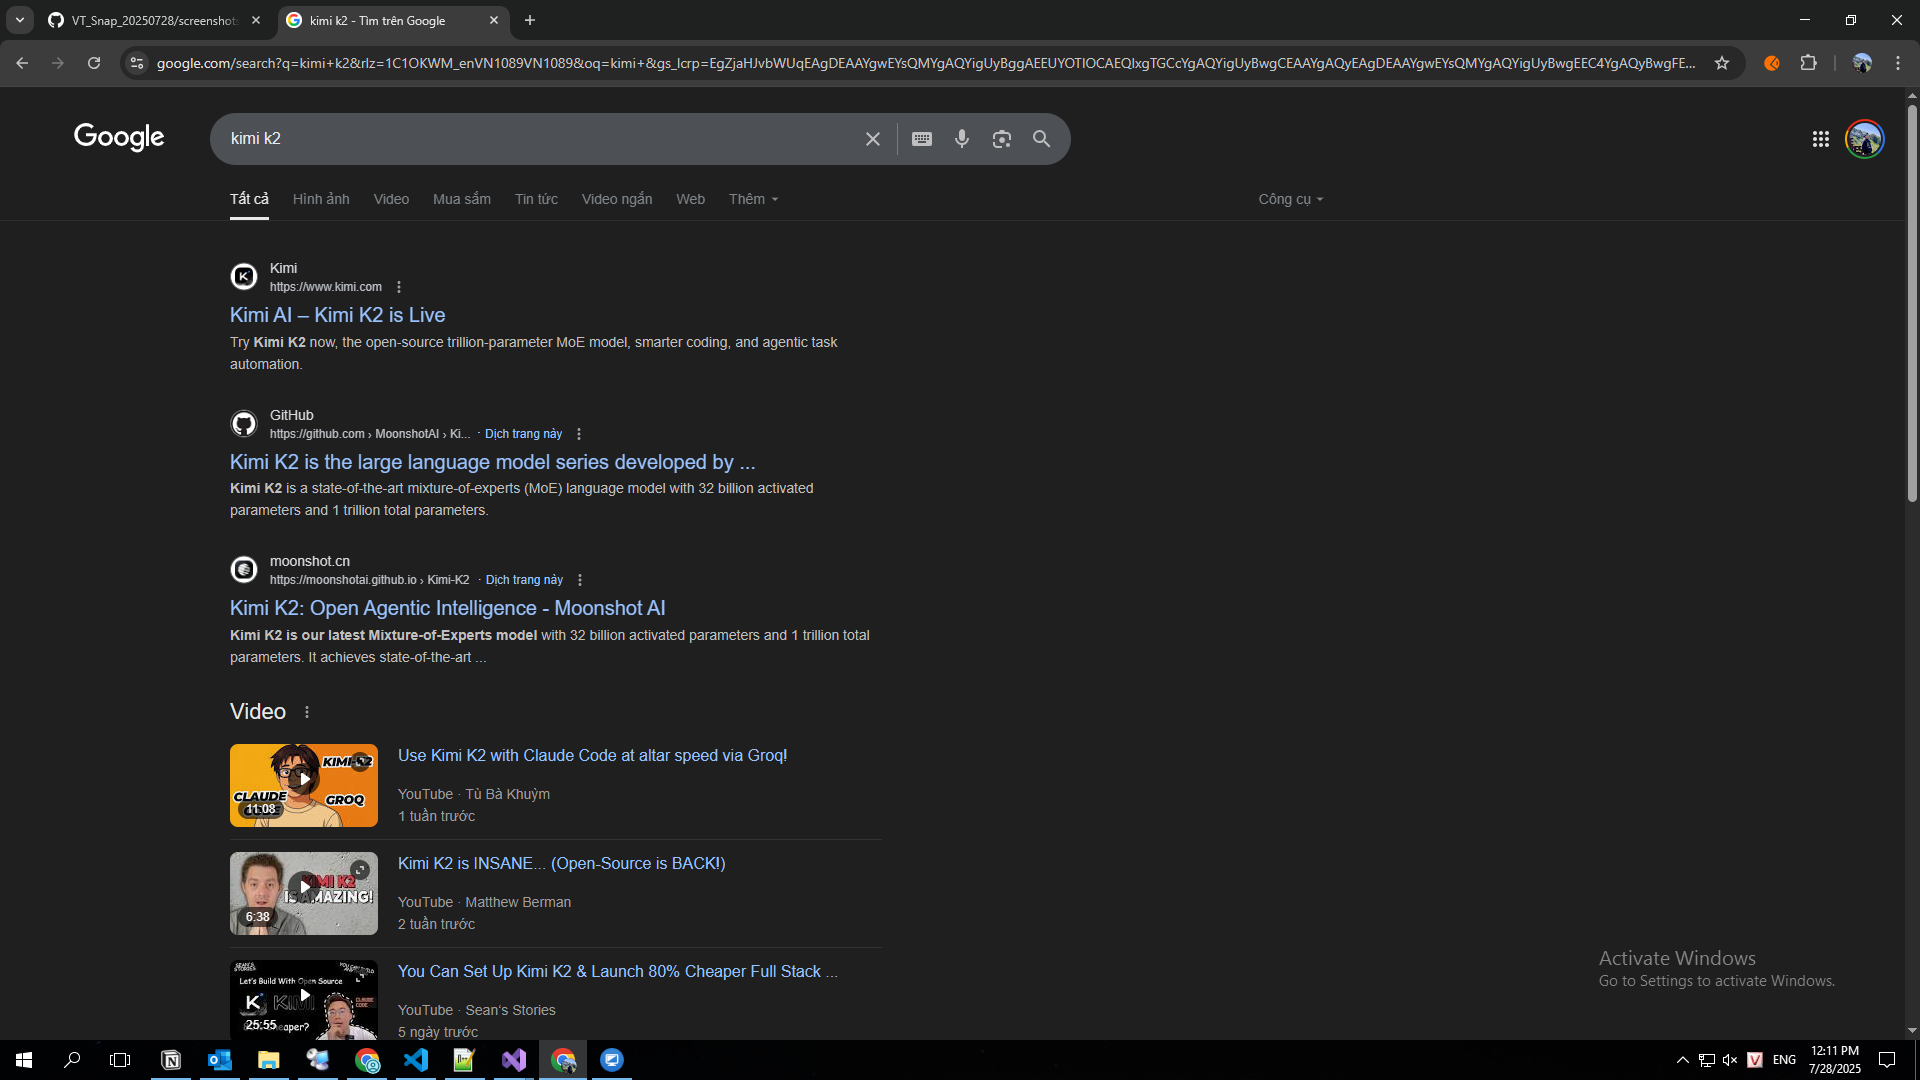 VT_Snap_20250728/screenshot
kimi k2 - Tìm trên Google
google.com/search?q=kimi+k2&rlz=1C1OKWM_enVN1089VN1089&oq=kimi+&gs_lcrp=EgZjaHJvbWUqEAgDEAAYgwEYsQMYgAQYigUyBggAEEUYOTIOCAEQIxgTGCcYgAQYigUyBwgCEAAYgAQyEAgDEAAYgwEYsQMYgAQYigUyBwgEEC4YgAQyBwgFE...
Google
kimi k2
Tất cả
Hình ảnh
Video
Mua sắm
Tin tức
Video ngắn
Web
Thêm
Công cụ
Kimi
https://www.kimi.com
Kimi AI – Kimi K2 is Live
Try Kimi K2 now, the open-source trillion-parameter MoE model, smarter coding, and agentic task
automation.
GitHub
https://github.com › MoonshotAI › Ki... · Dịch trang này
Kimi K2 is the large language model series developed by ...
Kimi K2 is a state-of-the-art mixture-of-experts (MoE) language model with 32 billion activated
parameters and 1 trillion total parameters.
moonshot.cn
https://moonshotai.github.io › Kimi-K2 · Dịch trang này
Kimi K2: Open Agentic Intelligence - Moonshot AI
Kimi K2 is our latest Mixture-of-Experts model with 32 billion activated parameters and 1 trillion total
parameters. It achieves state-of-the-art ...
Video
KIMI-K2
CLAUDE
GROQ
11:08
Use Kimi K2 with Claude Code at altar speed via Groq!
YouTube · Tủ Bà Khuỳm
1 tuần trước
KIMI K2
IS AMAZING!
6:38
Kimi K2 is INSANE... (Open-Source is BACK!)
YouTube · Matthew Berman
2 tuần trước
SEAN'S
STORIES
Let's Build With Open Source
K KIMI
CLAUDE
CODE
25:55
You Can Set Up Kimi K2 & Launch 80% Cheaper Full Stack ...
YouTube · Sean's Stories
5 ngày trước
Activate Windows
Go to Settings to activate Windows.
ENG
12:11 PM
7/28/2025